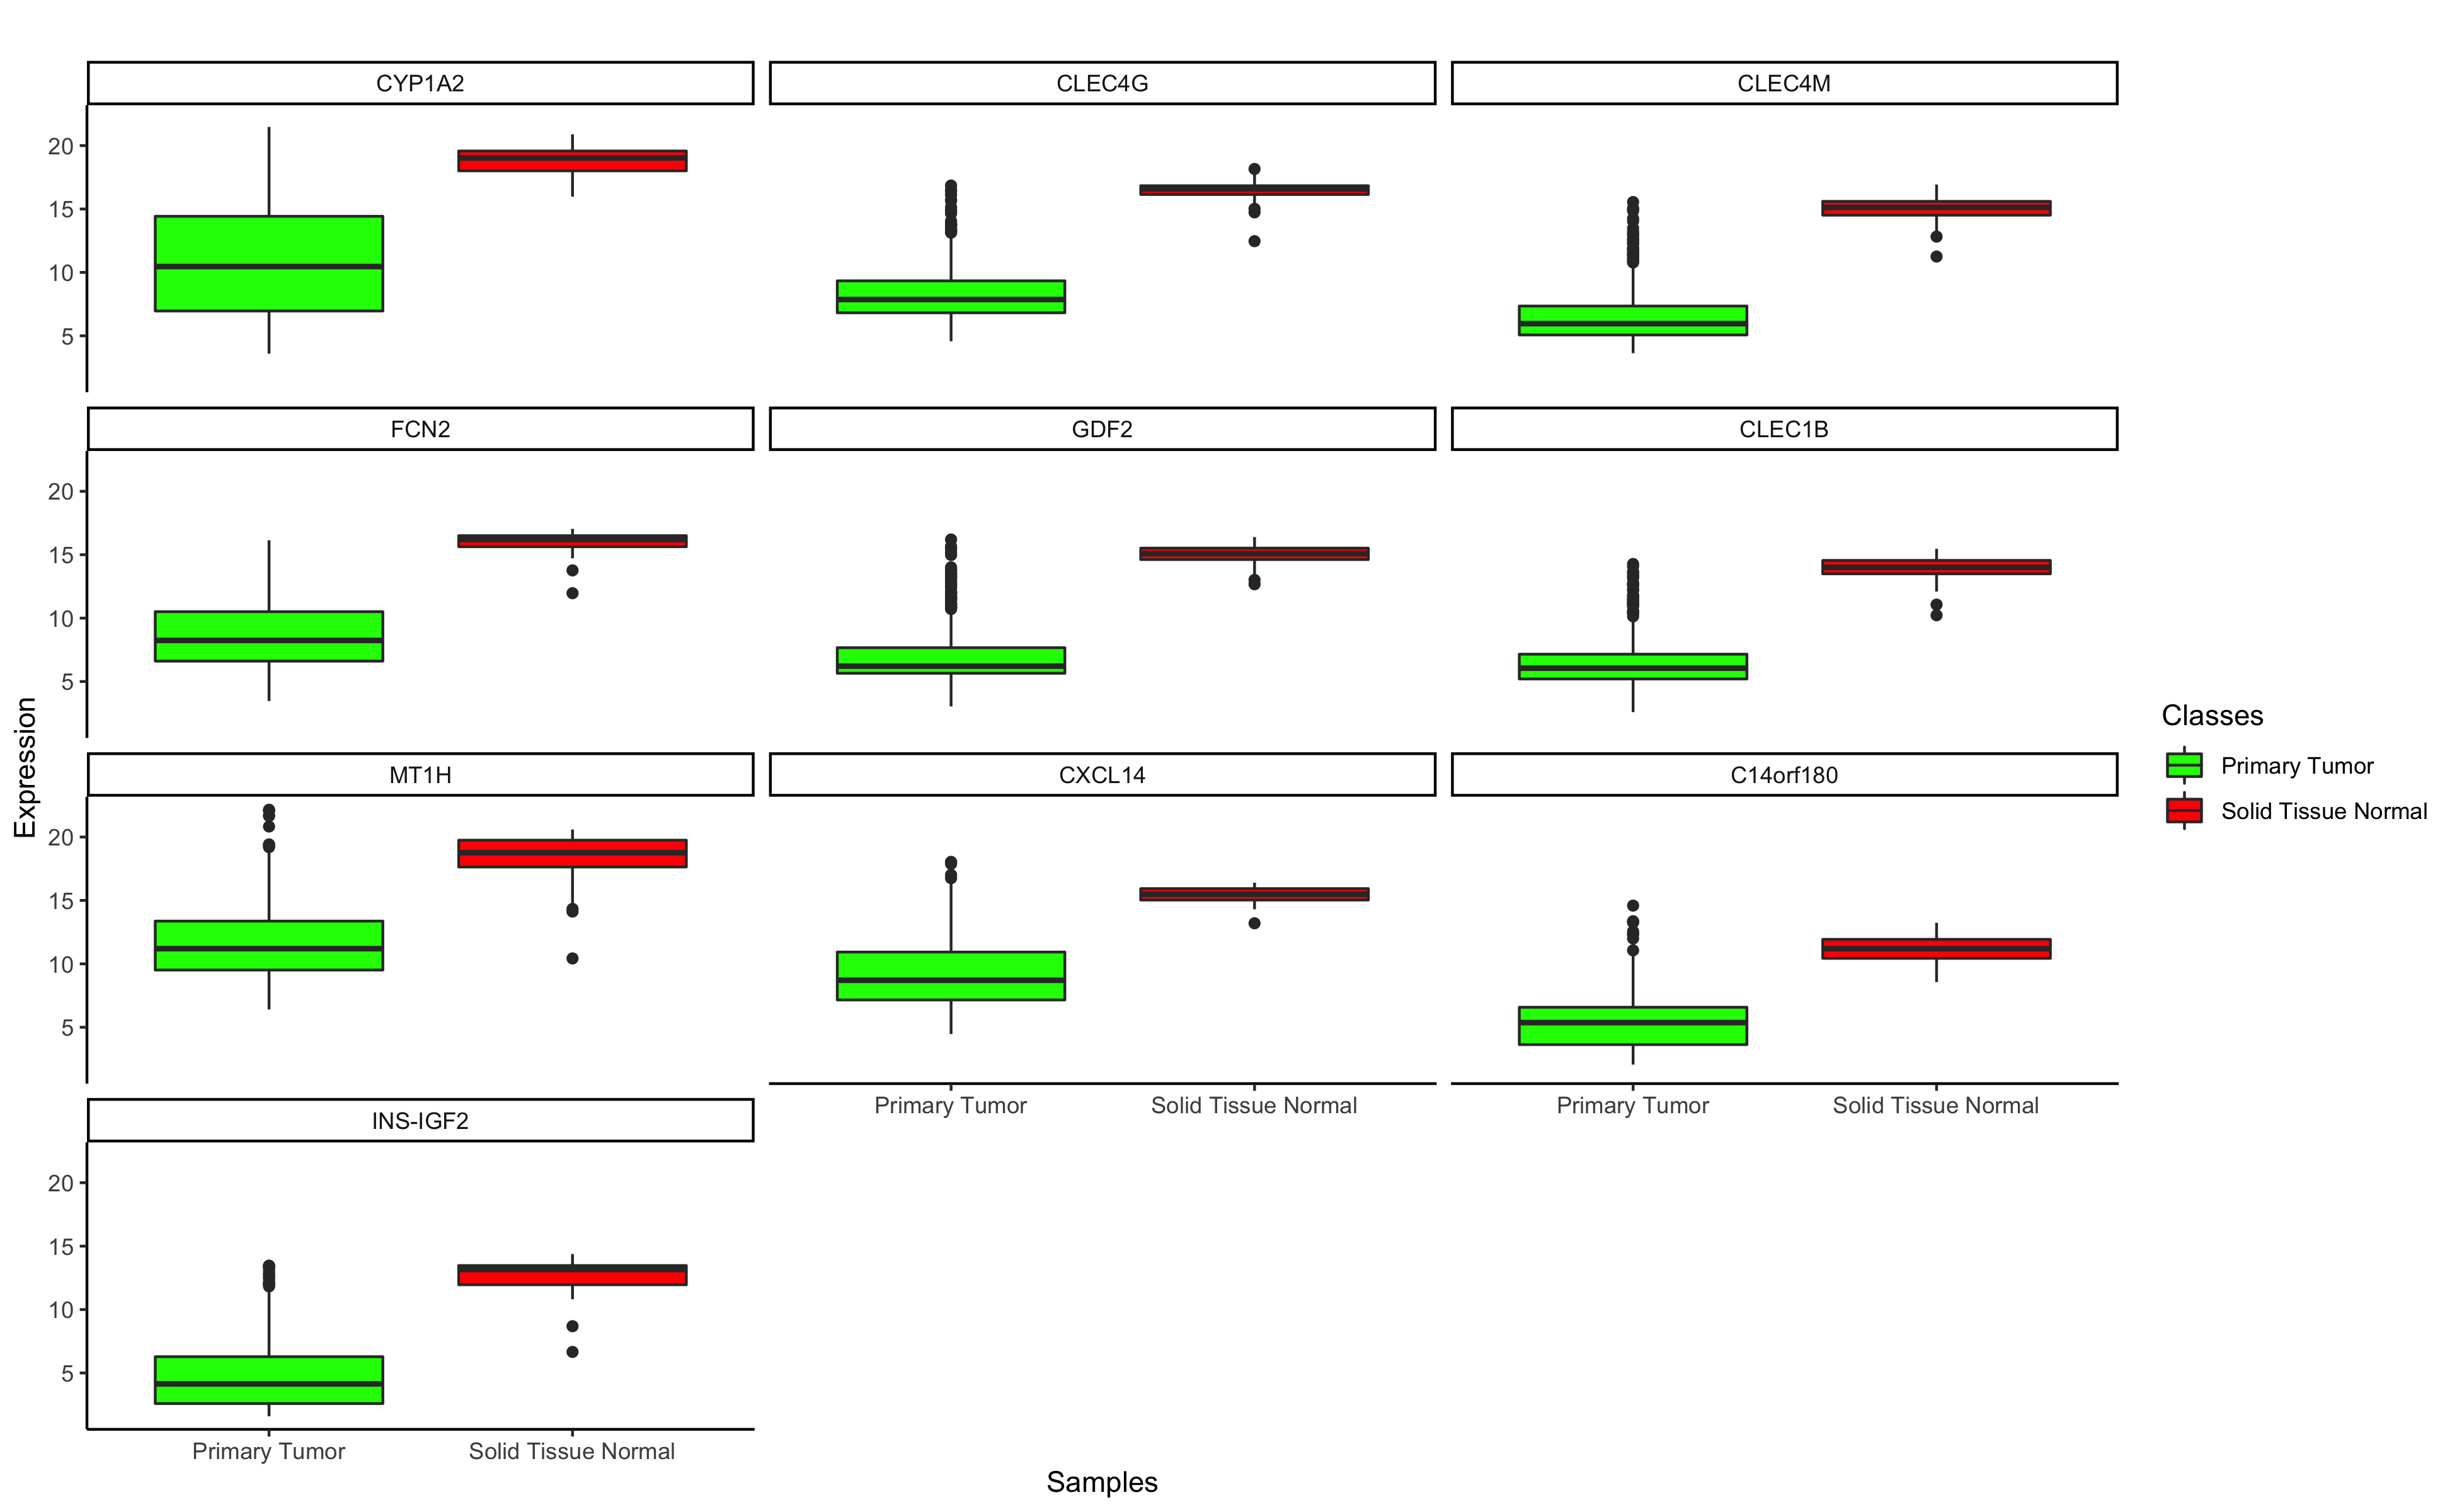 CYP1A2
CLEC4G
CLEC4M
20
15
10
5
FCN2
GDF2
CLEC1B
20
15
10
5
MT1H
CXCL14
C14orf180
20
15
10
5
Primary Tumor
Solid Tissue Normal
Primary Tumor
Solid Tissue Normal
INS-IGF2
20
15
10
5
Primary Tumor
Solid Tissue Normal
Expression
Samples
Classes
Primary Tumor
Solid Tissue Normal